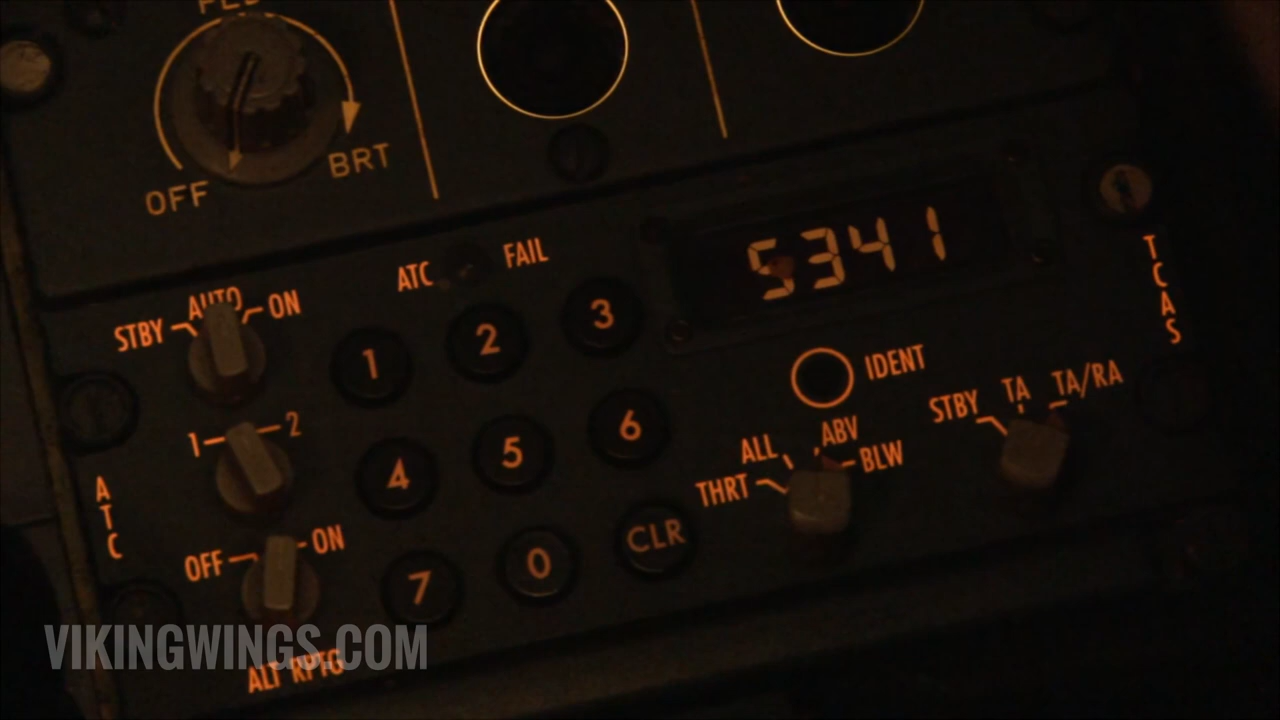 OFF
BRT
ATC FAIL
5341
STBY AUTO ON
1 2 3
IDENT
TCAS
1 2
4 5 6
ALL ABV
THRT BLW
STBY TA TA/RA
ATC
OFF ON
7 0 CLR
ALT RPTG
VIKINGWINGS.COM